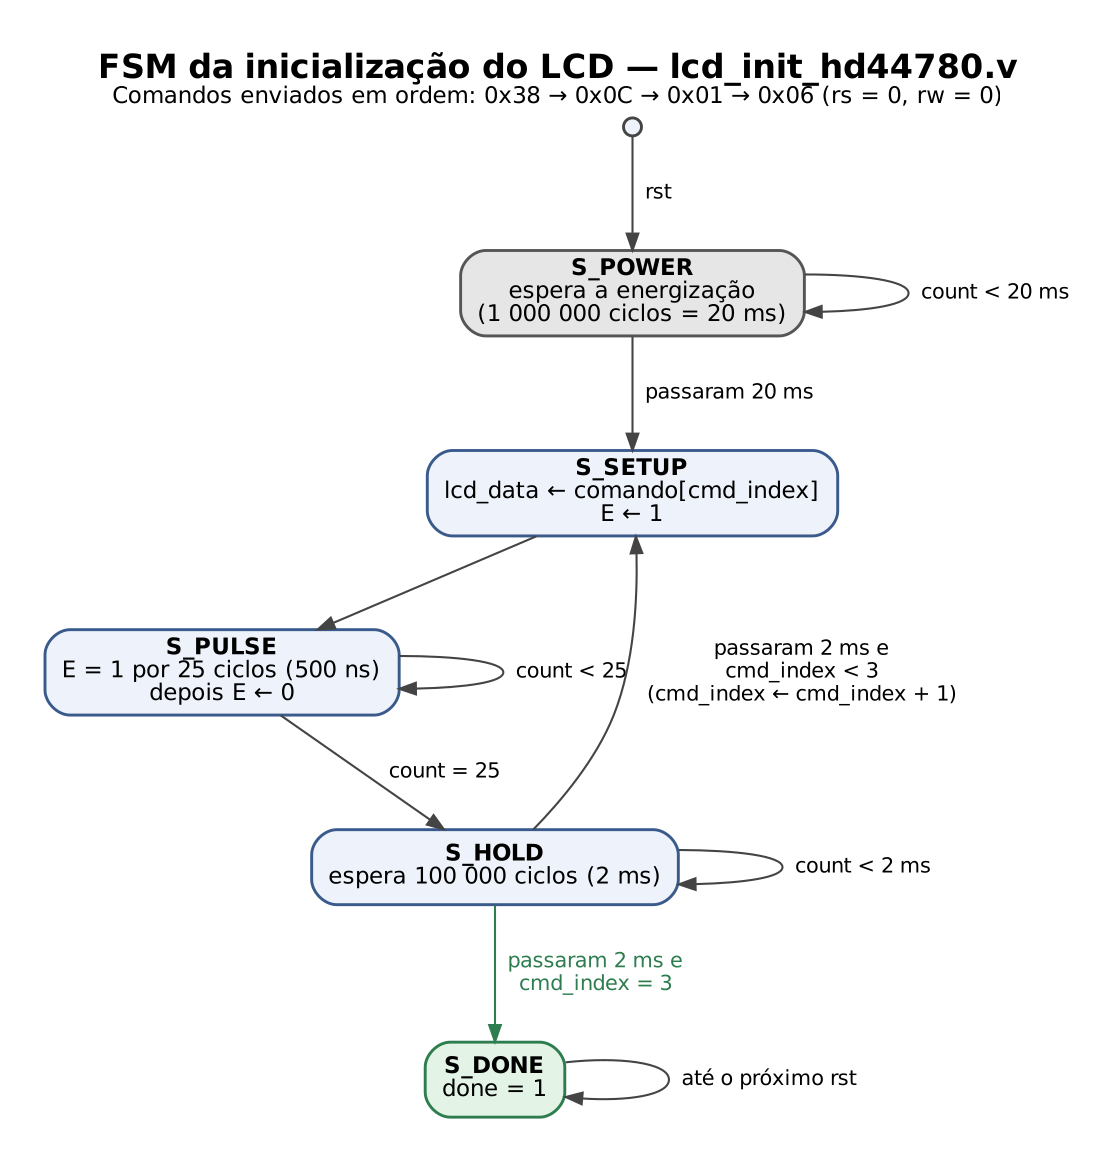 FSM da inicialização do LCD — lcd_init_hd44780.v
Comandos enviados em ordem: 0x38 → 0x0C → 0x01 → 0x06 (rs = 0, rw = 0)
rst
S_POWER
espera a energização
(1 000 000 ciclos = 20 ms)
count < 20 ms
passaram 20 ms
S_SETUP
lcd_data ← comando[cmd_index]
E ← 1
S_PULSE
E = 1 por 25 ciclos (500 ns)
depois E ← 0
count < 25
passaram 2 ms e
cmd_index < 3
(cmd_index ← cmd_index + 1)
count = 25
S_HOLD
espera 100 000 ciclos (2 ms)
count < 2 ms
passaram 2 ms e
cmd_index = 3
S_DONE
done = 1
até o próximo rst